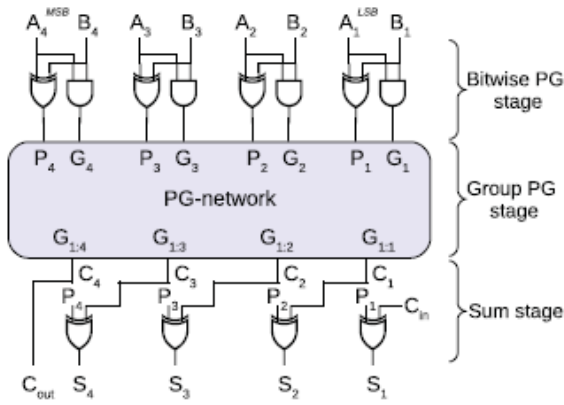 A4 MSB B4 A3 B3 A2 B2 A1 LSB B1
Bitwise PG
stage
P4 G4 P3 G3 P2 G2 P1 G1
PG-network
Group PG
stage
G1:4 G1:3 G1:2 G1:1
C4 C3 C2 C1
P4 P3 P2 P1 Cin
Sum stage
Cout S4 S3 S2 S1